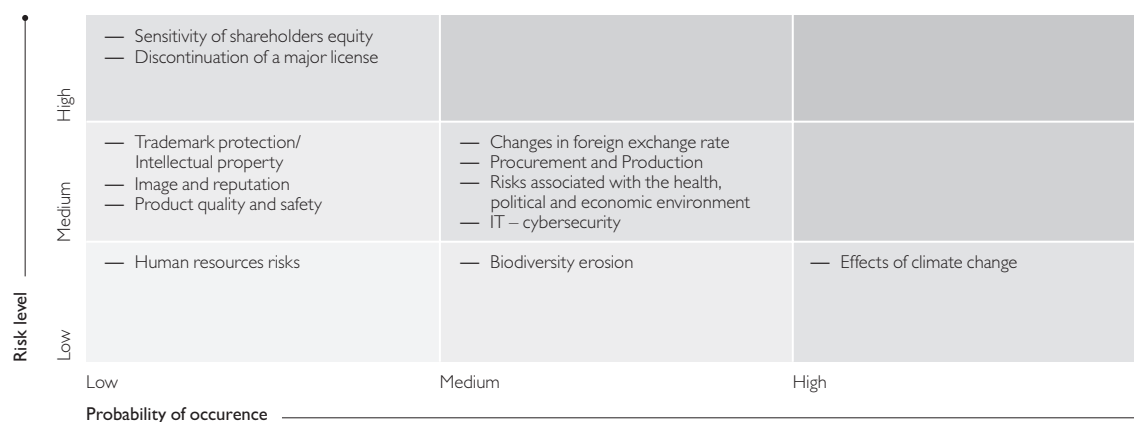 — Sensitivity of shareholders equity
— Discontinuation of a major license
High
— Trademark protection/
Intellectual property
— Image and reputation
— Product quality and safety
— Changes in foreign exchange rate
— Procurement and Production
— Risks associated with the health,
political and economic environment
— IT – cybersecurity
Medium
— Human resources risks
— Biodiversity erosion
— Effects of climate change
Low
Risk level
Low
Medium
High
Probability of occurence